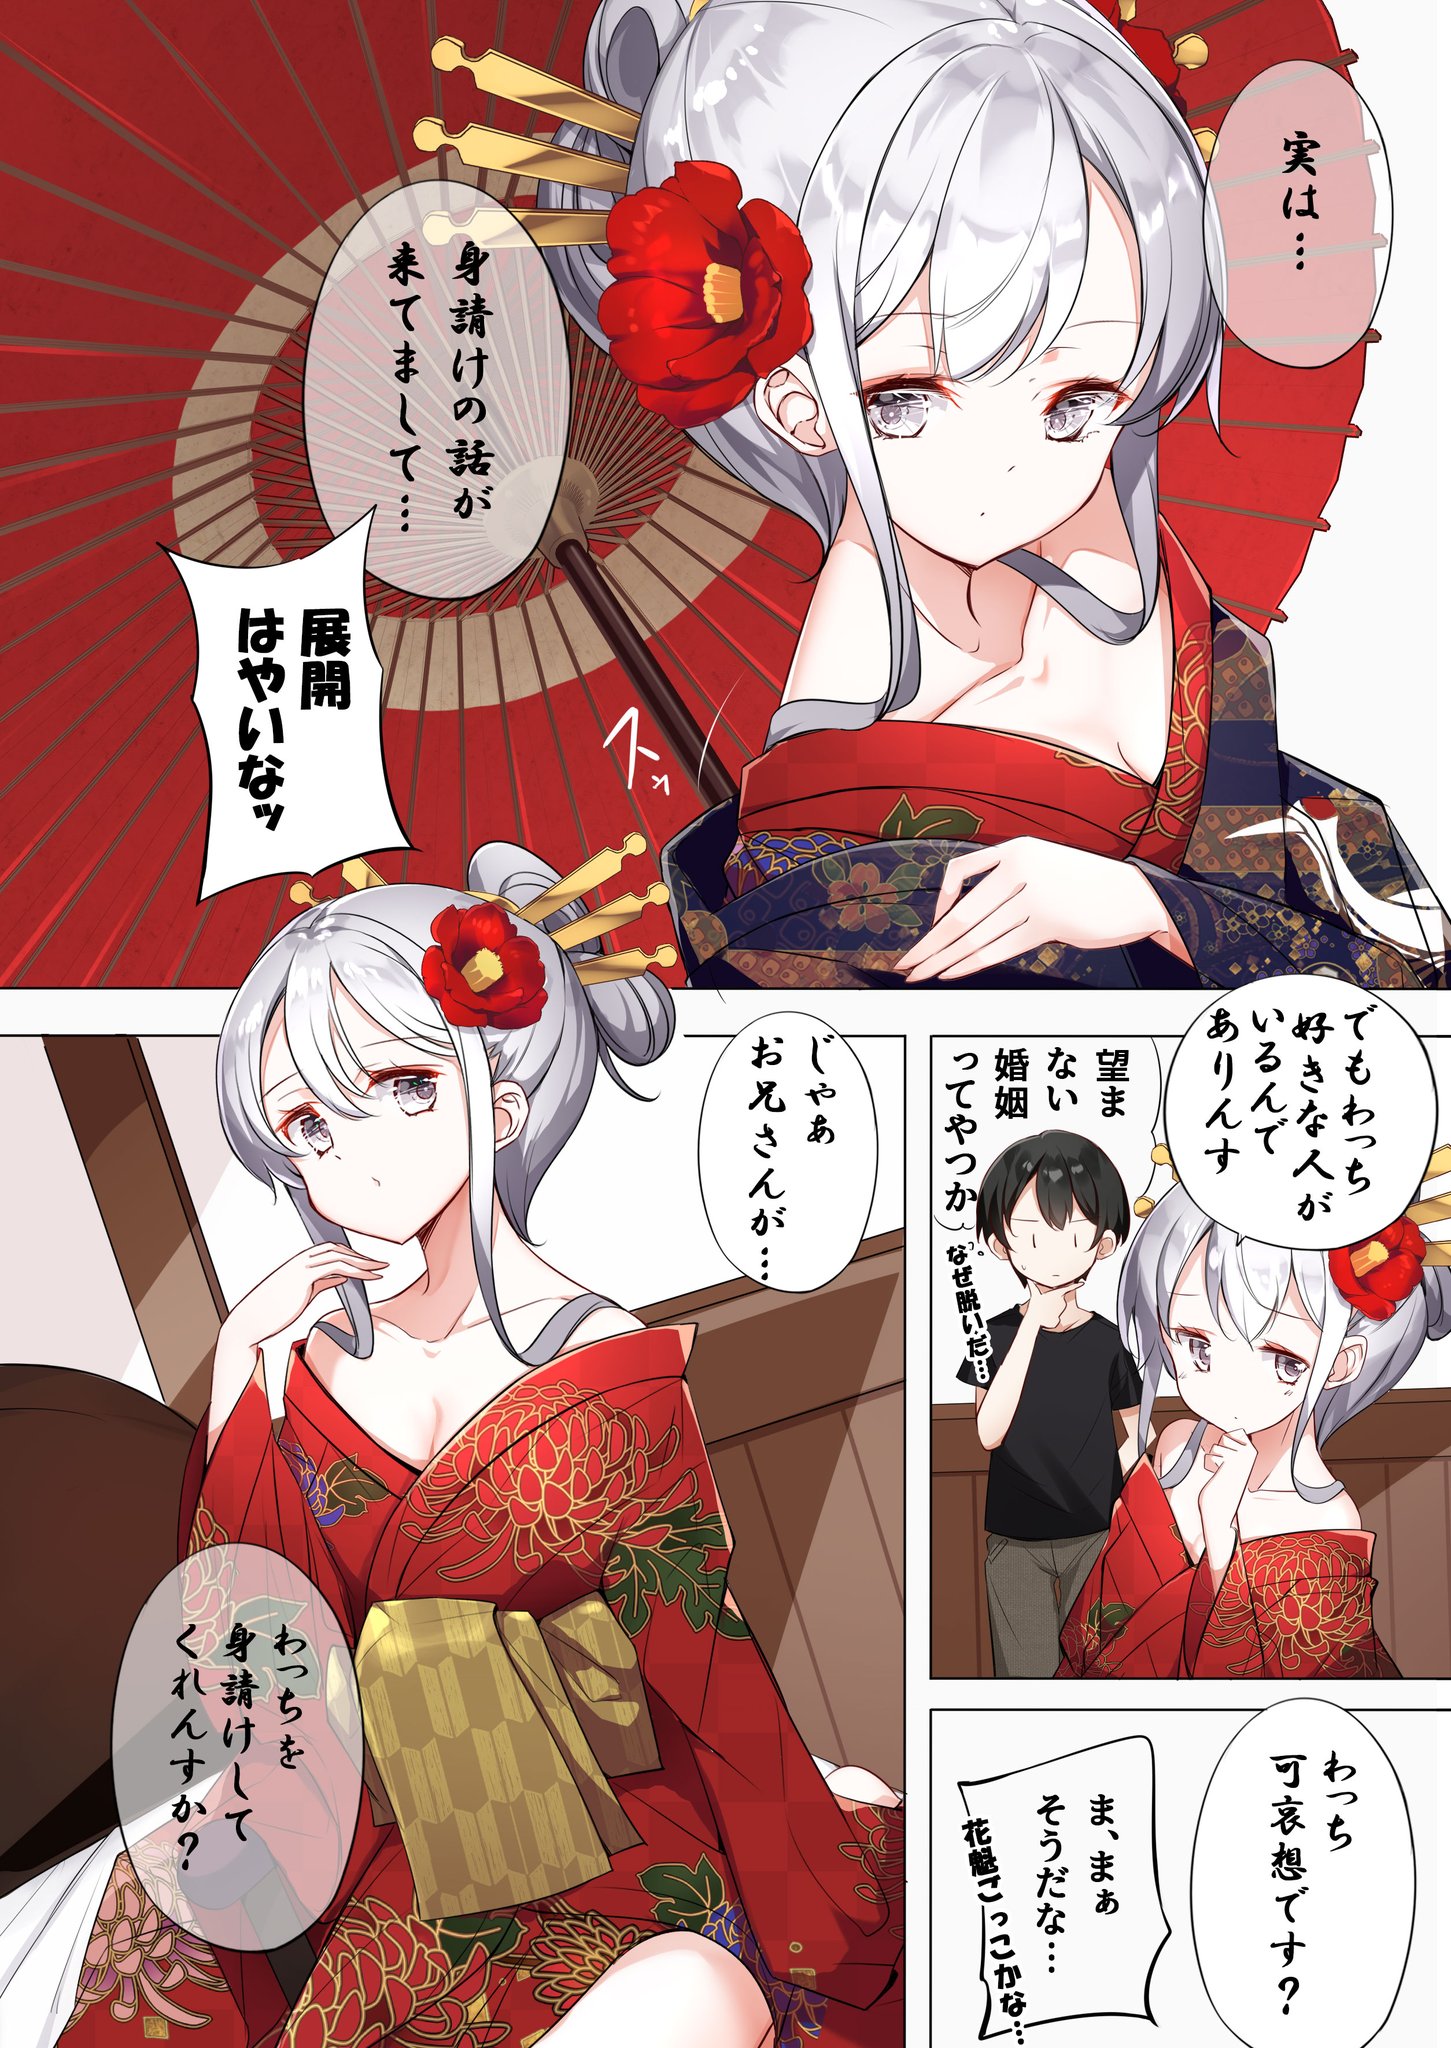 実は…
身請けの話が
来てまして…
展開
はやいなッ
スッ
でもわっち
好きな人が
いるんで
ありんす
望ま
ない
婚姻
ってやつか
なぜ脱いだ…
わっち
可哀想です?
ま、まぁ
そうだな…
花魁ごっこかな…
じゃあ
お兄さんが…
わっちを
身請けして
くれんすか?